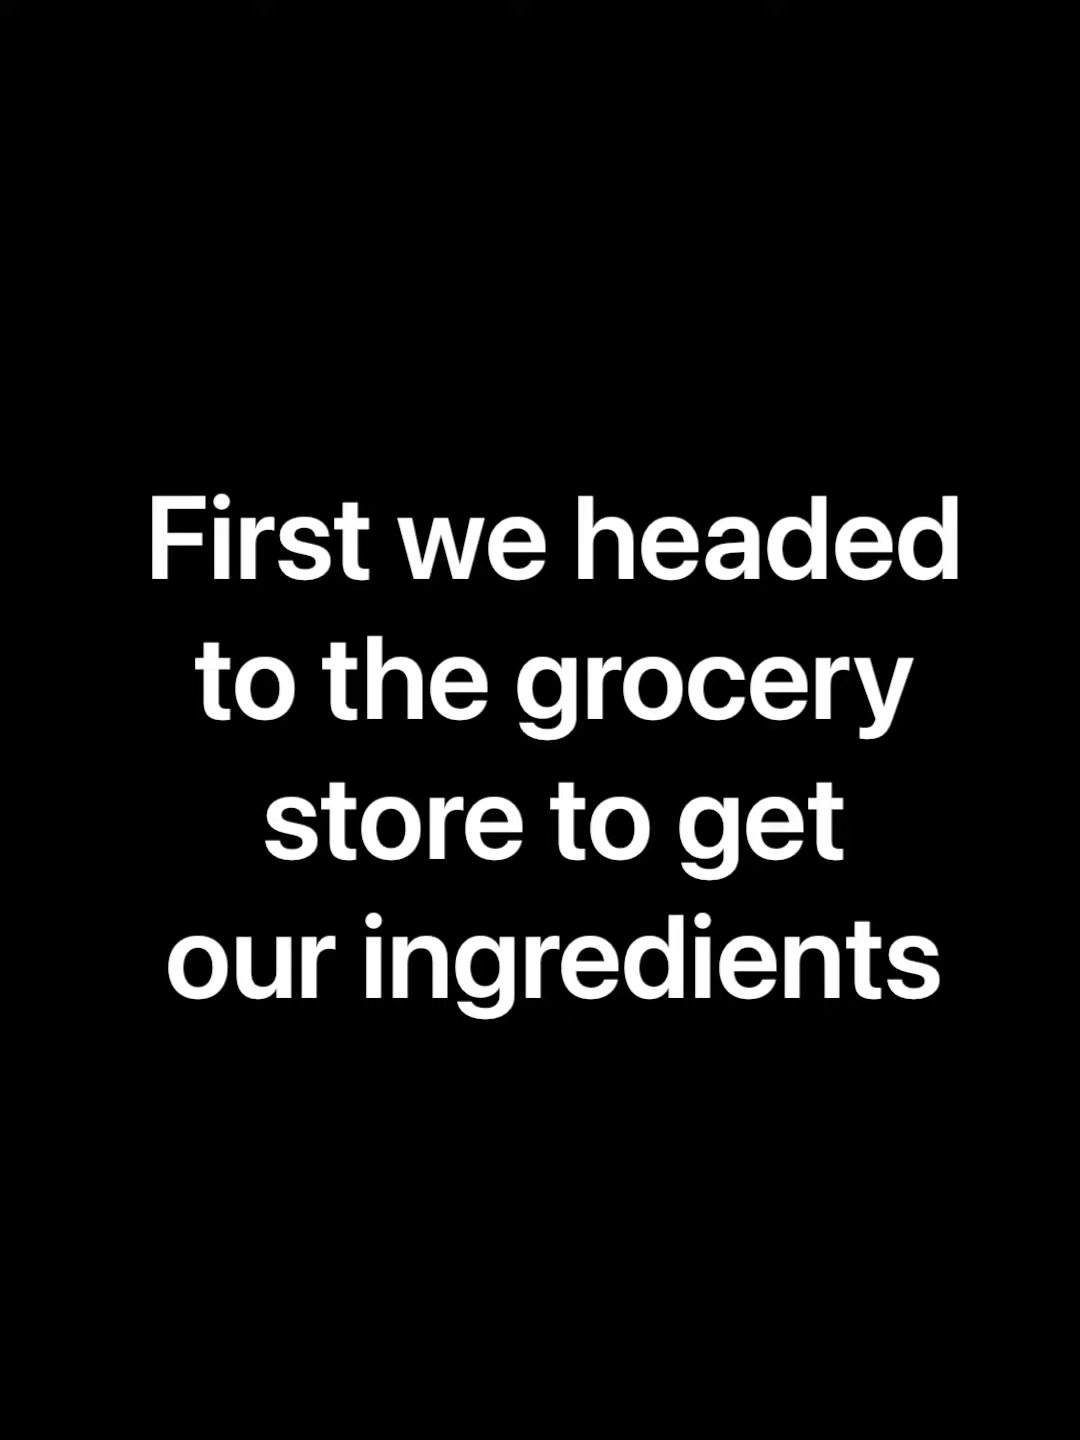 First we headed
to the grocery
store to get
our ingredients